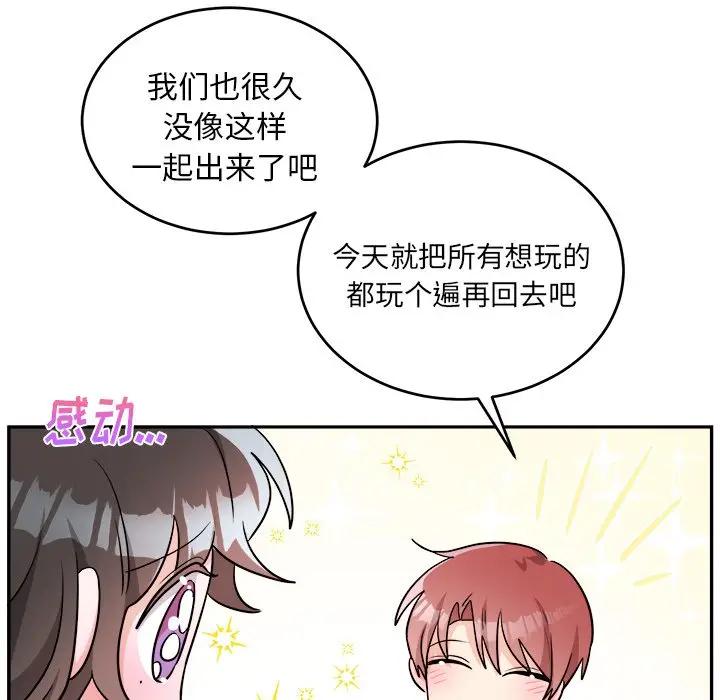 我们也很久
没像这样
一起出来了吧
今天就把所有想玩的
都玩个遍再回去吧
感动...